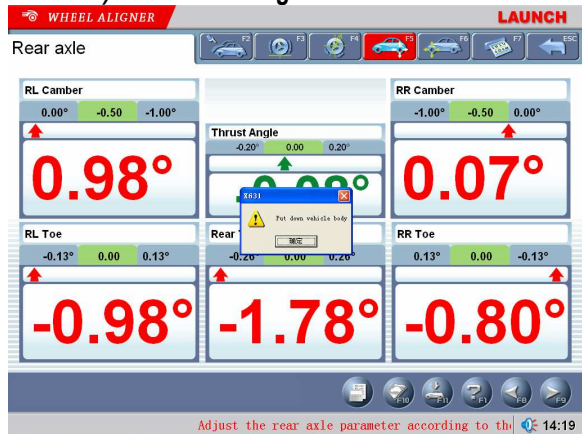 WHEEL ALIGNER
LAUNCH
Rear axle
F2
F3
F4
F5
F6
F7
ESC
RL Camber
0.00° -0.50 -1.00°
0.98°
Thrust Angle
-0.20° 0.00 0.20°
RR Camber
-1.00° -0.50 0.00°
0.07°
X631
Put down vehicle body
确定
RL Toe
-0.13° 0.00 0.13°
-0.98°
Rear
-0.26° 0.00 0.26°
-1.78°
RR Toe
0.13° 0.00 -0.13°
-0.80°
F10
F11
F1
F8
F9
Adjust the rear axle parameter according to
14:19